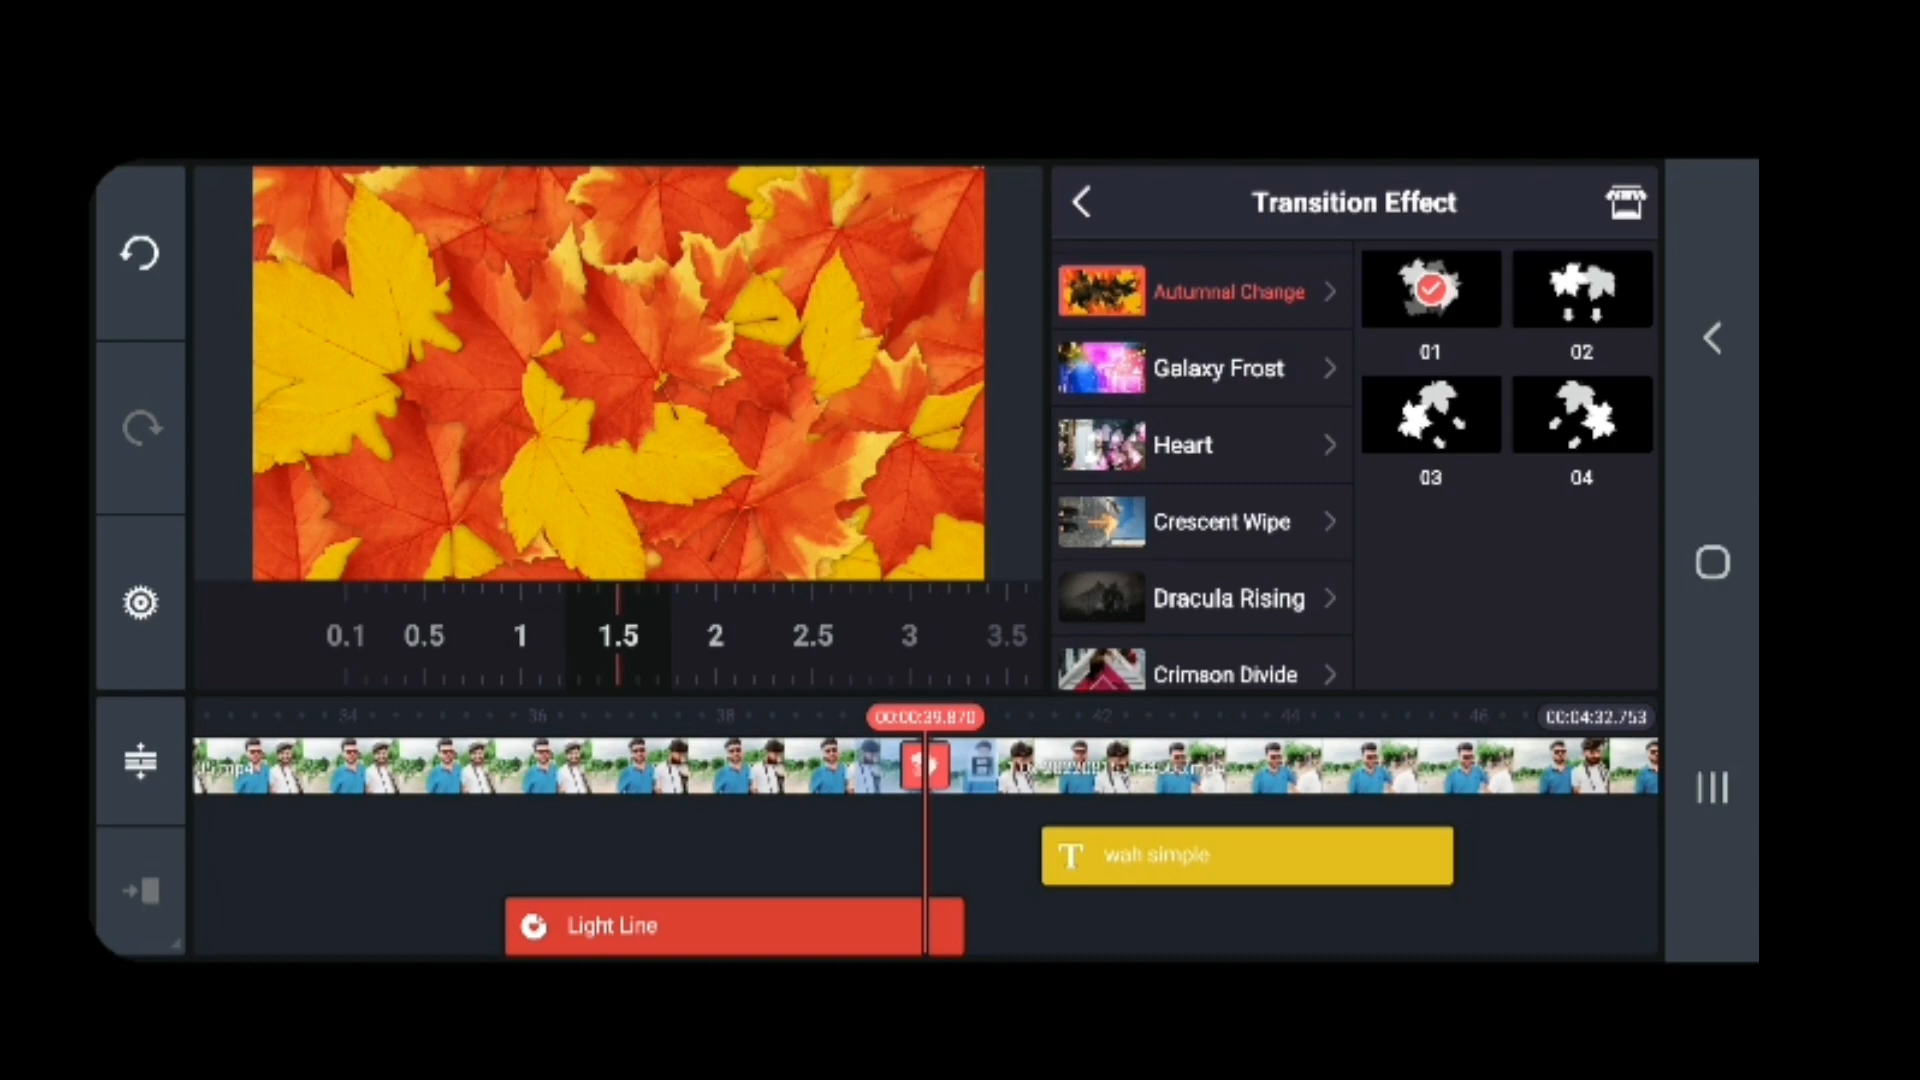 Transition Effect
Autumnal Change
Galaxy Frost
Heart
Crescent Wipe
Dracula Rising
Crimson Divide
01
02
03
04
0.1 0.5 1 1.5 2 2.5 3 3.5
34 36 38 00:00:39.870 42 44 46 00:04:32.753
wah simple
Light Line